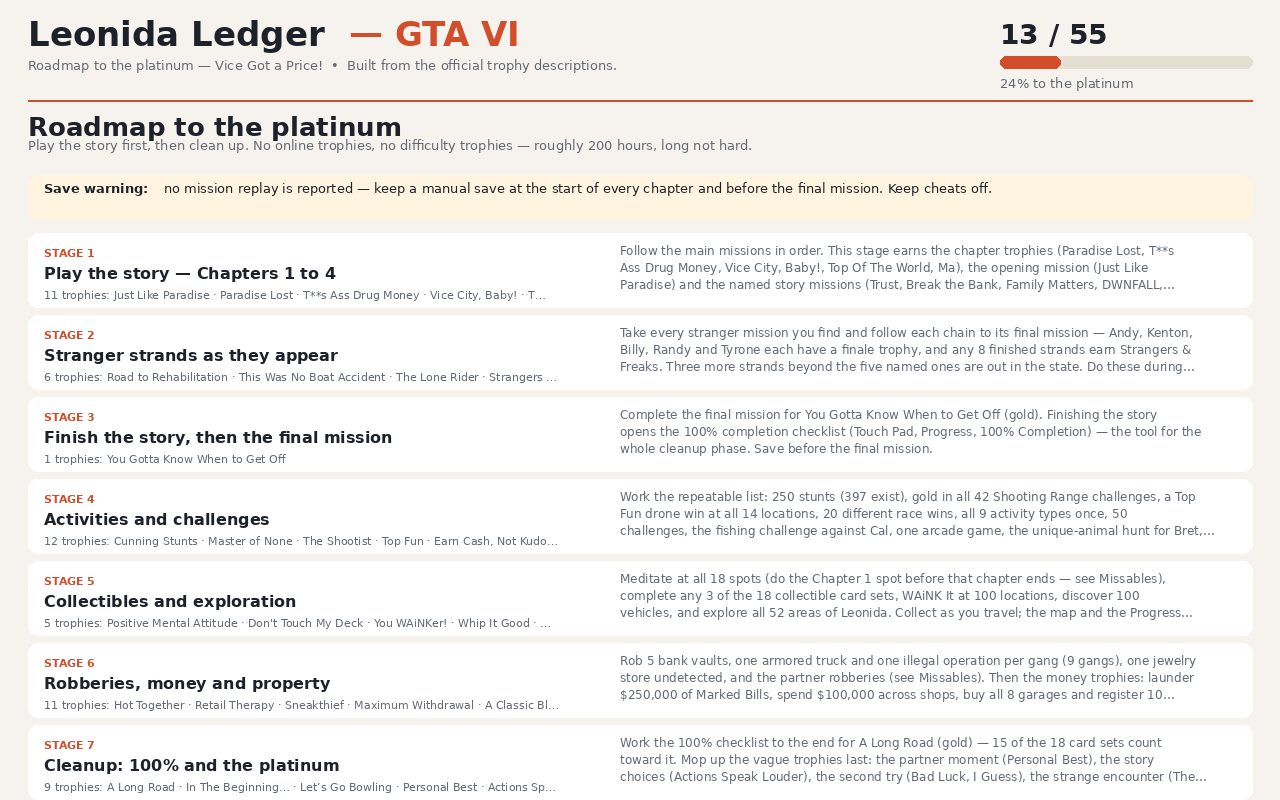 Leonida Ledger — GTA VI
Roadmap to the platinum — Vice Got a Price! • Built from the official trophy descriptions.
13 / 55
24% to the platinum
Roadmap to the platinum
Play the story first, then clean up. No online trophies, no difficulty trophies — roughly 200 hours, long not hard.
Save warning: no mission replay is reported — keep a manual save at the start of every chapter and before the final mission. Keep cheats off.
STAGE 1
Play the story — Chapters 1 to 4
11 trophies: Just Like Paradise · Paradise Lost · T**s Ass Drug Money · Vice City, Baby! · T…
Follow the main missions in order. This stage earns the chapter trophies (Paradise Lost, T**s
Ass Drug Money, Vice City, Baby!, Top Of The World, Ma), the opening mission (Just Like
Paradise) and the named story missions (Trust, Break the Bank, Family Matters, DWNFALL,…
STAGE 2
Stranger strands as they appear
6 trophies: Road to Rehabilitation · This Was No Boat Accident · The Lone Rider · Strangers …
Take every stranger mission you find and follow each chain to its final mission — Andy, Kenton,
Billy, Randy and Tyrone each have a finale trophy, and any 8 finished strands earn Strangers &
Freaks. Three more strands beyond the five named ones are out in the state. Do these during…
STAGE 3
Finish the story, then the final mission
1 trophies: You Gotta Know When to Get Off
Complete the final mission for You Gotta Know When to Get Off (gold). Finishing the story
opens the 100% completion checklist (Touch Pad, Progress, 100% Completion) — the tool for the
whole cleanup phase. Save before the final mission.
STAGE 4
Activities and challenges
12 trophies: Cunning Stunts · Master of None · The Shootist · Top Fun · Earn Cash, Not Kudo…
Work the repeatable list: 250 stunts (397 exist), gold in all 42 Shooting Range challenges, a Top
Fun drone win at all 14 locations, 20 different race wins, all 9 activity types once, 50
challenges, the fishing challenge against Cal, one arcade game, the unique-animal hunt for Bret,…
STAGE 5
Collectibles and exploration
5 trophies: Positive Mental Attitude · Don't Touch My Deck · You WAiNKer! · Whip It Good · …
Meditate at all 18 spots (do the Chapter 1 spot before that chapter ends — see Missables),
complete any 3 of the 18 collectible card sets, WAiNK It at 100 locations, discover 100
vehicles, and explore all 52 areas of Leonida. Collect as you travel; the map and the Progress…
STAGE 6
Robberies, money and property
11 trophies: Hot Together · Retail Therapy · Sneakthief · Maximum Withdrawal · A Classic Bl…
Rob 5 bank vaults, one armored truck and one illegal operation per gang (9 gangs), one jewelry
store undetected, and the partner robberies (see Missables). Then the money trophies: launder
$250,000 of Marked Bills, spend $100,000 across shops, buy all 8 garages and register 10…
STAGE 7
Cleanup: 100% and the platinum
9 trophies: A Long Road · In The Beginning… · Let’s Go Bowling · Personal Best · Actions Sp…
Work the 100% checklist to the end for A Long Road (gold) — 15 of the 18 card sets count
toward it. Mop up the vague trophies last: the partner moment (Personal Best), the story
choices (Actions Speak Louder), the second try (Bad Luck, I Guess), the strange encounter (The…